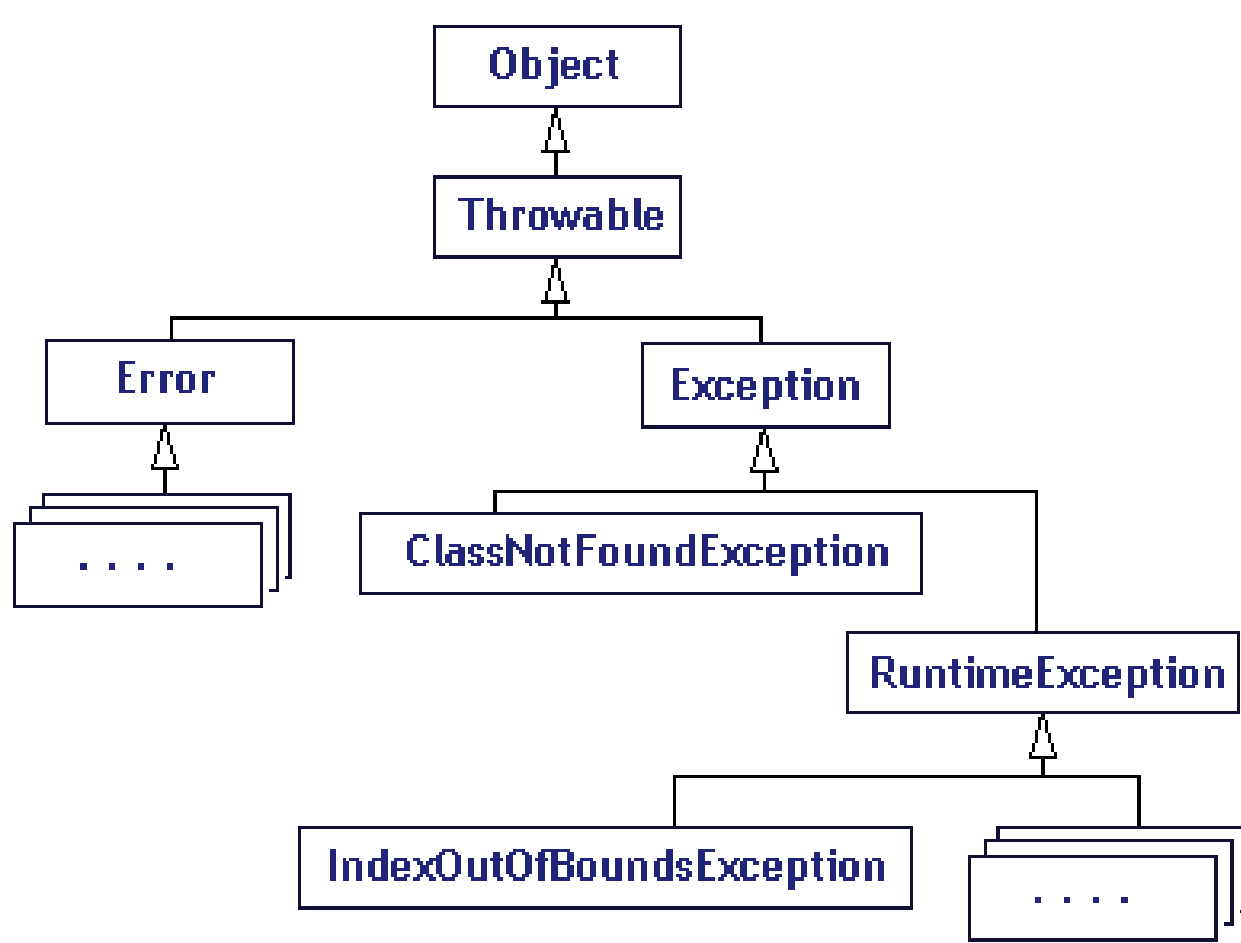 Object
Throwable
Error
Exception
. . . .
ClassNotFoundException
RuntimeException
IndexOutOfBoundsException
. . . .